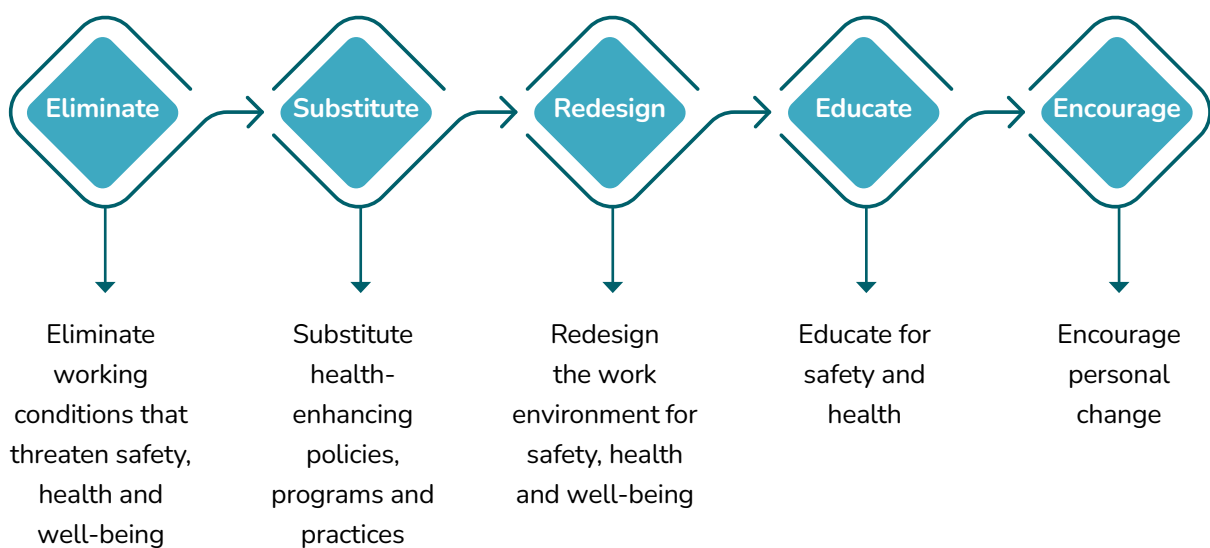 Eliminate
Substitute
Redesign
Educate
Encourage
Eliminate
working
conditions that
threaten safety,
health and
well-being
Substitute
health-
enhancing
policies,
programs and
practices
Redesign
the work
environment for
safety, health
and well-being
Educate for
safety and
health
Encourage
personal
change